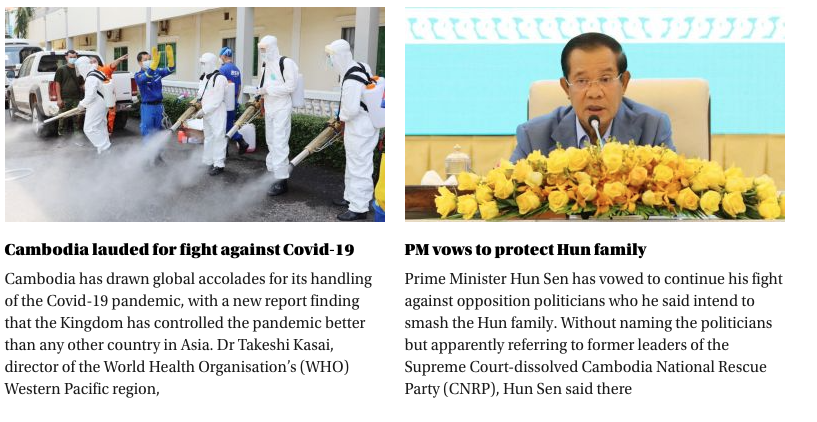 Cambodia lauded for fight against Covid-19
Cambodia has drawn global accolades for its handling
of the Covid-19 pandemic, with a new report finding
that the Kingdom has controlled the pandemic better
than any other country in Asia. Dr Takeshi Kasai,
director of the World Health Organisation’s (WHO)
Western Pacific region,
PM vows to protect Hun family
Prime Minister Hun Sen has vowed to continue his fight
against opposition politicians who he said intend to
smash the Hun family. Without naming the politicians
but apparently referring to former leaders of the
Supreme Court-dissolved Cambodia National Rescue
Party (CNRP), Hun Sen said there